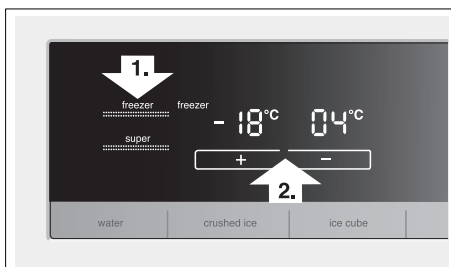 1.
freezer freezer
- 18°C 04°C
super
+ -
2.
water crushed ice ice cube